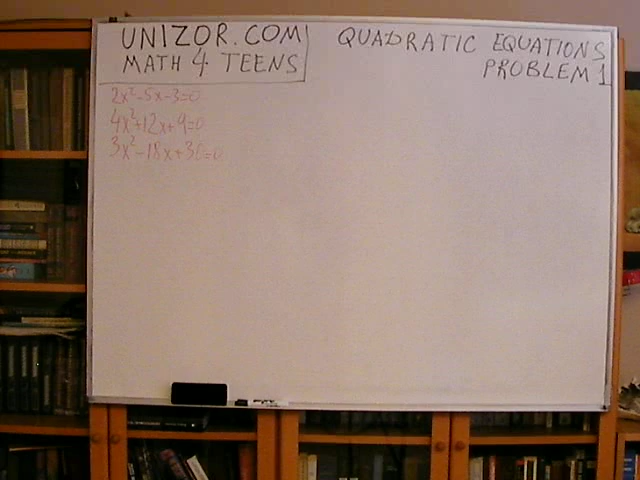 UNIZOR.COM
MATH 4 TEENS
QUADRATIC EQUATIONS
PROBLEM 1
2x²-5x-3=0
4x²+12x+9=0
3x²-18x+36=0